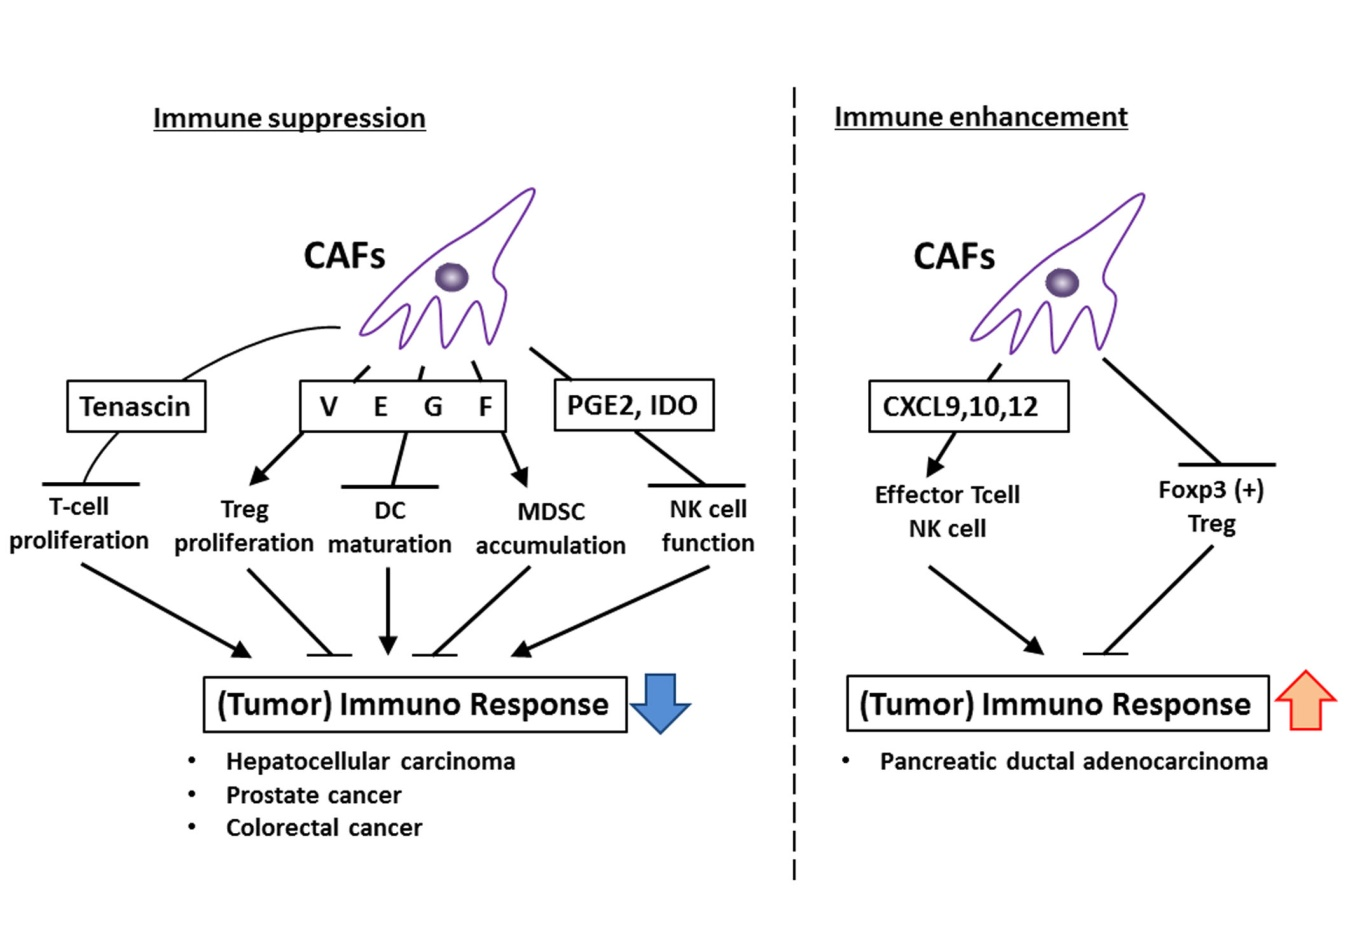 Immune suppression
CAFs
Tenascin
V E G F
PGE2, IDO
T-cell
proliferation
Treg
proliferation
DC
maturation
MDSC
accumulation
NK cell
function
(Tumor) Immuno Response
• Hepatocellular carcinoma
• Prostate cancer
• Colorectal cancer
Immune enhancement
CAFs
CXCL9,10,12
Effector Tcell
NK cell
Foxp3 (+)
Treg
(Tumor) Immuno Response
• Pancreatic ductal adenocarcinoma